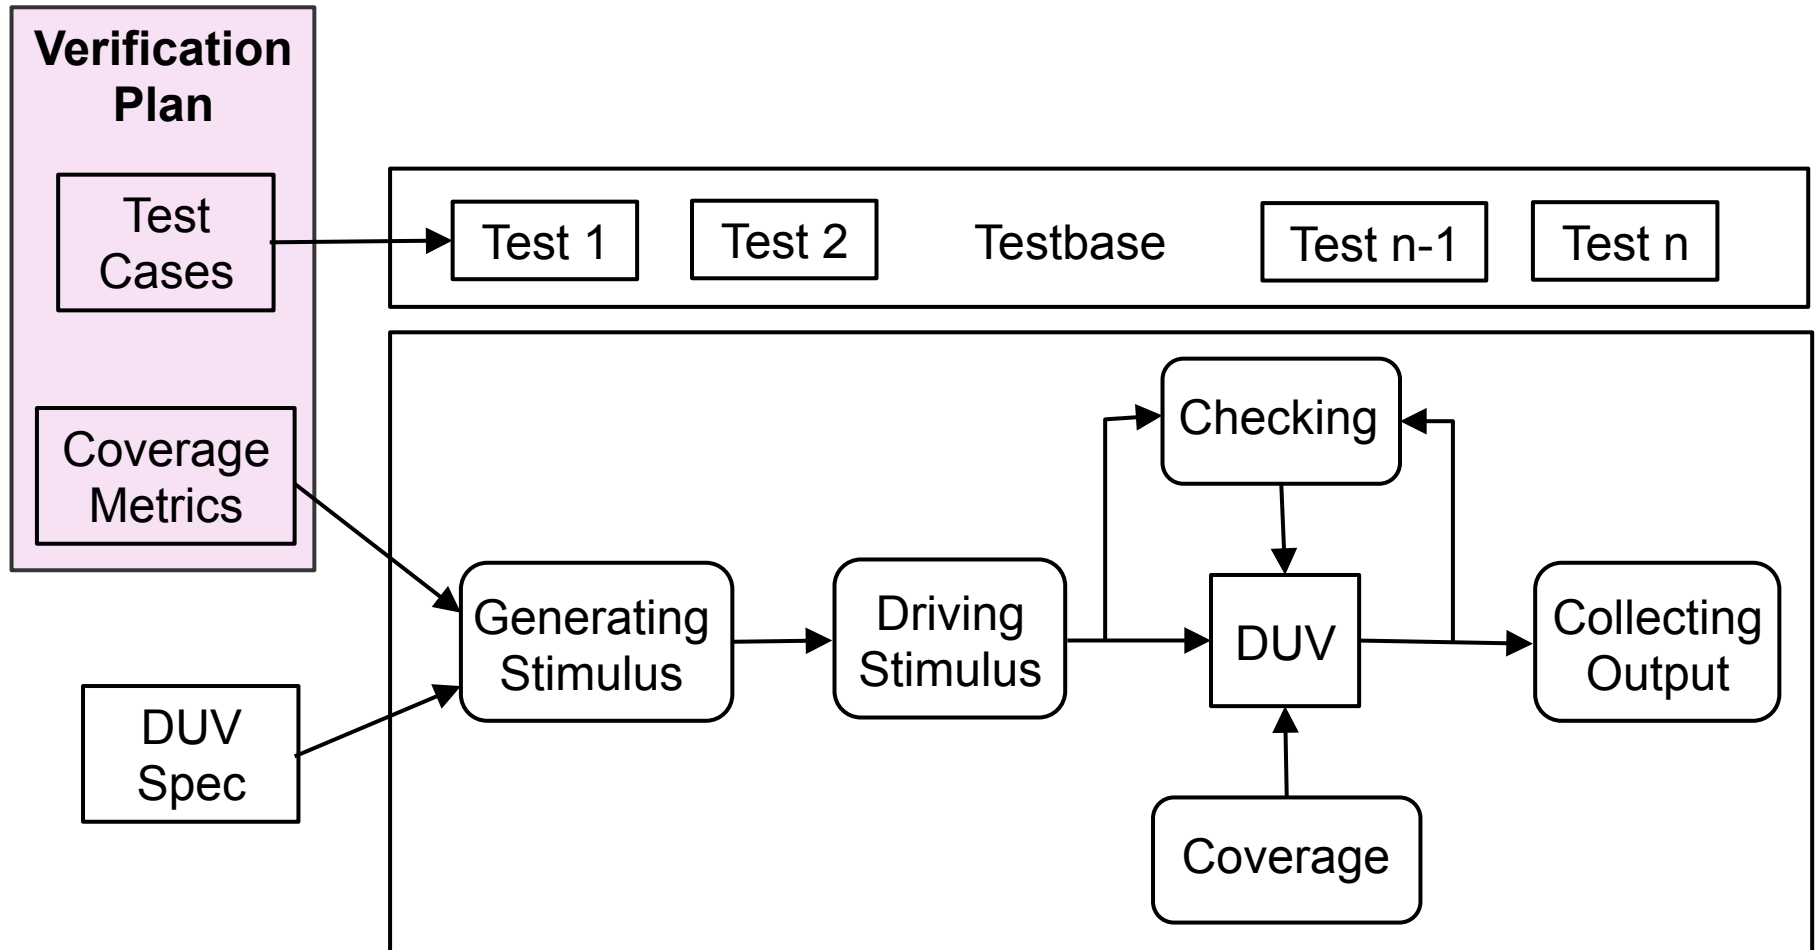 Verification
Plan
Test
Cases
Test 1
Test 2
Testbase
Test n-1
Test n
Coverage
Metrics
Checking
Generating
Stimulus
Driving
Stimulus
DUV
Collecting
Output
DUV
Spec
Coverage